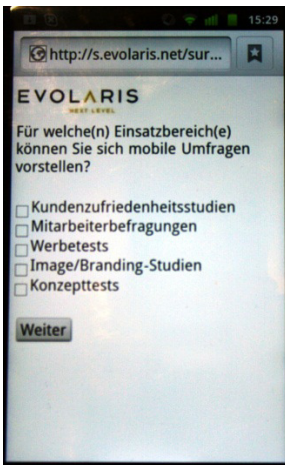 15:29
http://s.evolaris.net/sur...
EVOLARIS
NEXT LEVEL
Für welche(n) Einsatzbereich(e)
können Sie sich mobile Umfragen
vorstellen?
Kundenzufriedenheitsstudien
Mitarbeiterbefragungen
Werbetests
Image/Branding-Studien
Konzepttests
Weiter